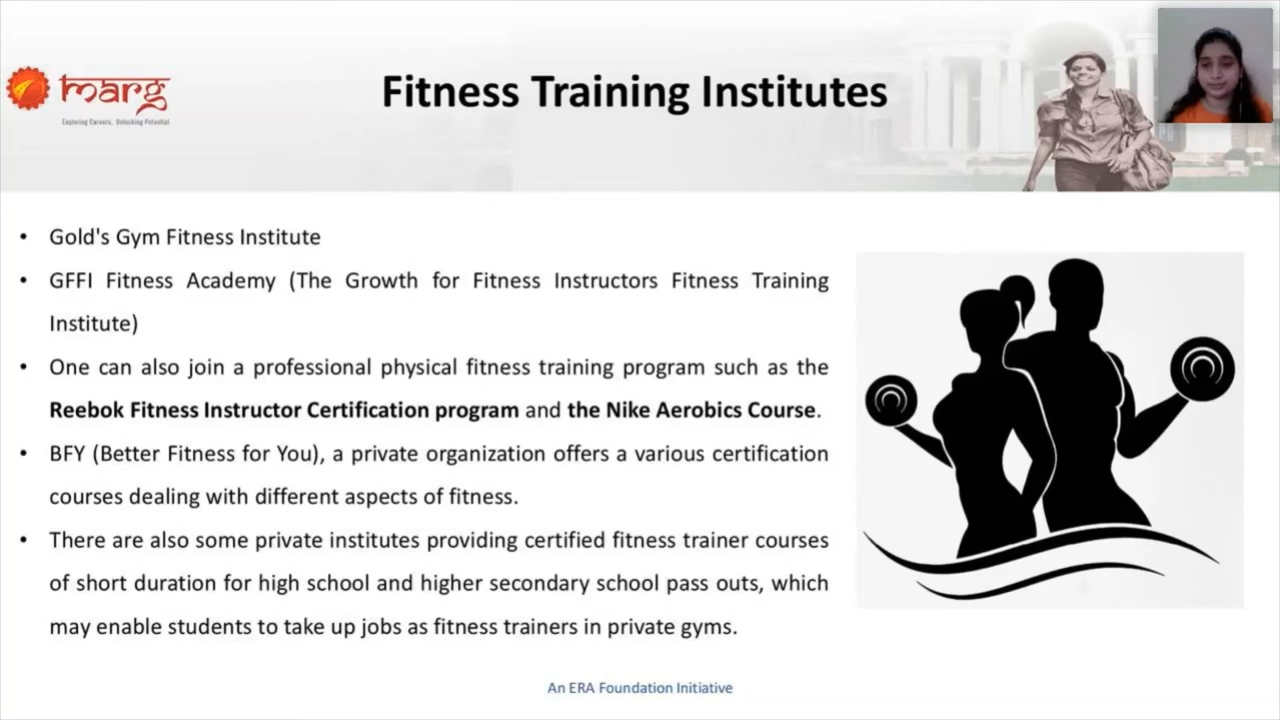 marg
Exploring Careers, Unlocking Potential
Fitness Training Institutes
• Gold's Gym Fitness Institute
• GFFI Fitness Academy (The Growth for Fitness Instructors Fitness Training
Institute)
• One can also join a professional physical fitness training program such as the
Reebok Fitness Instructor Certification program and the Nike Aerobics Course.
• BFY (Better Fitness for You), a private organization offers a various certification
courses dealing with different aspects of fitness.
• There are also some private institutes providing certified fitness trainer courses
of short duration for high school and higher secondary school pass outs, which
may enable students to take up jobs as fitness trainers in private gyms.
An ERA Foundation Initiative